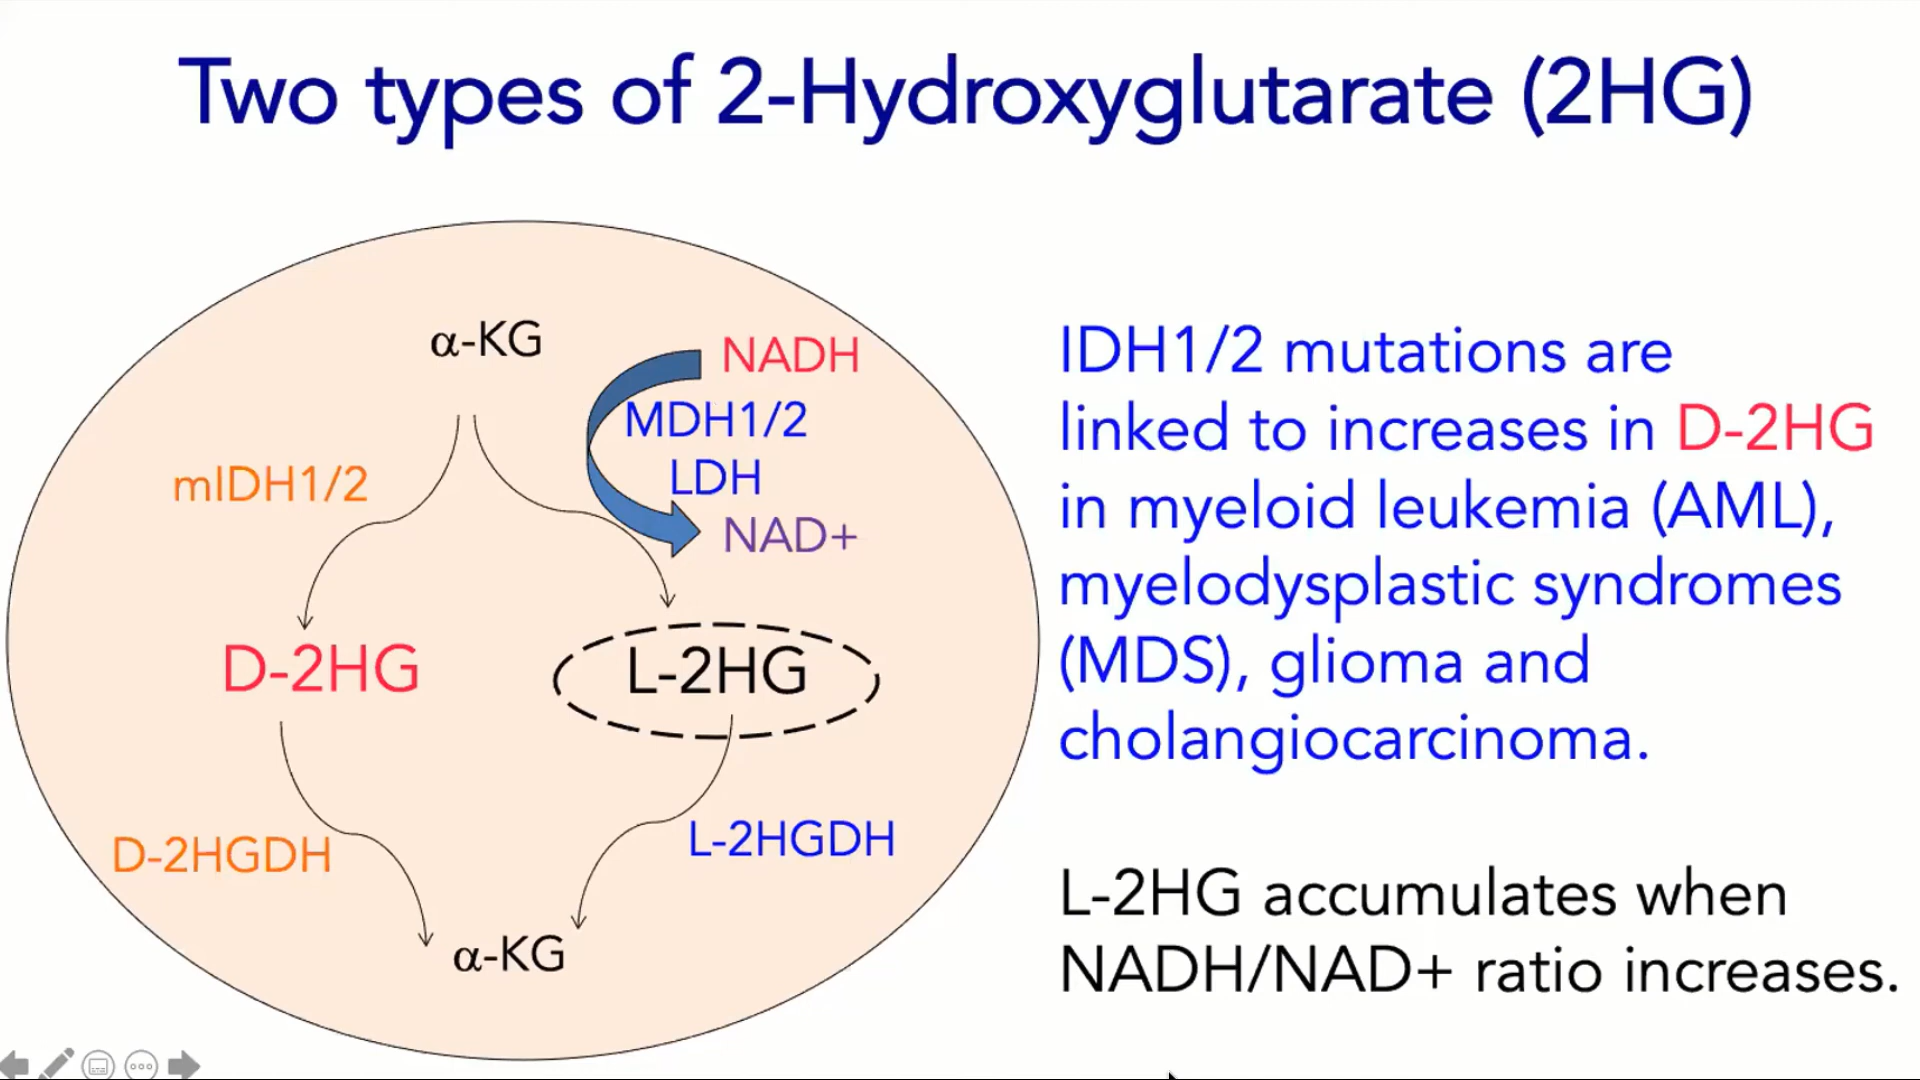 Two types of 2-Hydroxyglutarate (2HG)
α-KG
NADH
MDH1/2
LDH
NAD+
mIDH1/2
D-2HG
L-2HG
D-2HGDH
L-2HGDH
α-KG
IDH1/2 mutations are
linked to increases in D-2HG
in myeloid leukemia (AML),
myelodysplastic syndromes
(MDS), glioma and
cholangiocarcinoma.
L-2HG accumulates when
NADH/NAD+ ratio increases.